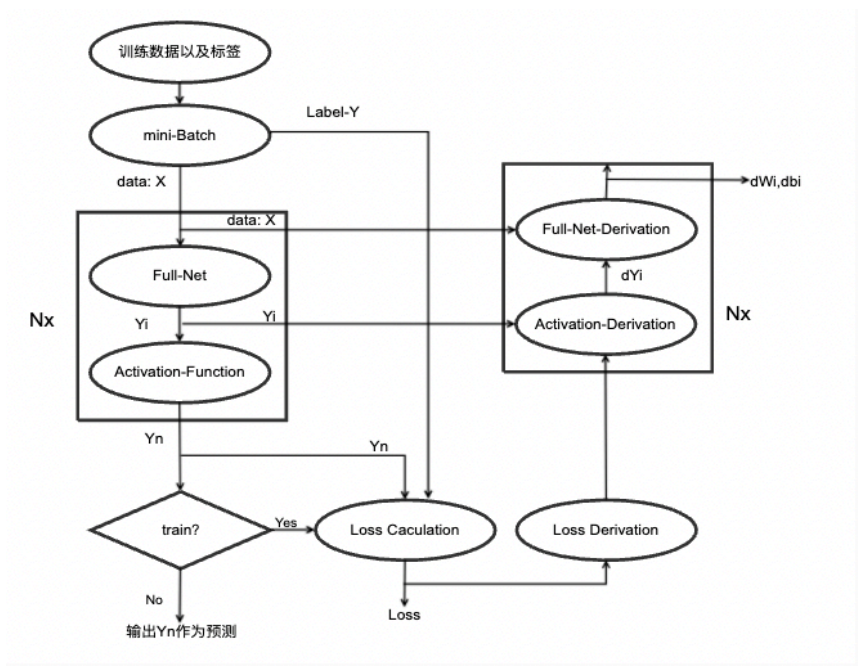 训练数据以及标签
mini-Batch
Label-Y
data: X
data: X
Full-Net
Yi
Yi
Activation-Function
Nx
Yn
Yn
train?
Yes
Loss Caculation
Loss Derivation
No
输出Yn作为预测
Loss
dWi,dbi
Full-Net-Derivation
dYi
Activation-Derivation
Nx